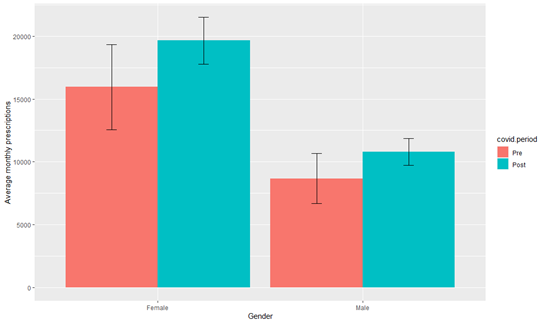 20000
15000
10000
5000
0
Average monthly prescriptions
Female
Male
Gender
covid.period
Pre
Post